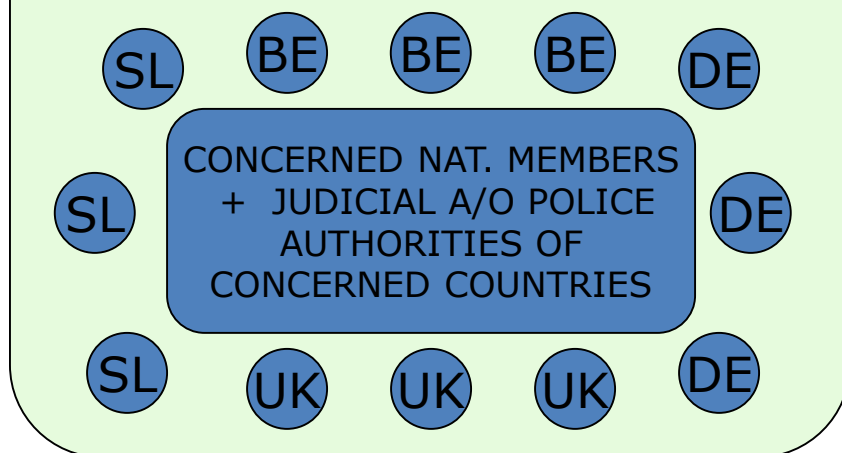 SL BE BE BE DE
CONCERNED NAT. MEMBERS
+ JUDICIAL A/O POLICE
SL DE
AUTHORITIES OF
CONCERNED COUNTRIES
SL UK UK UK DE